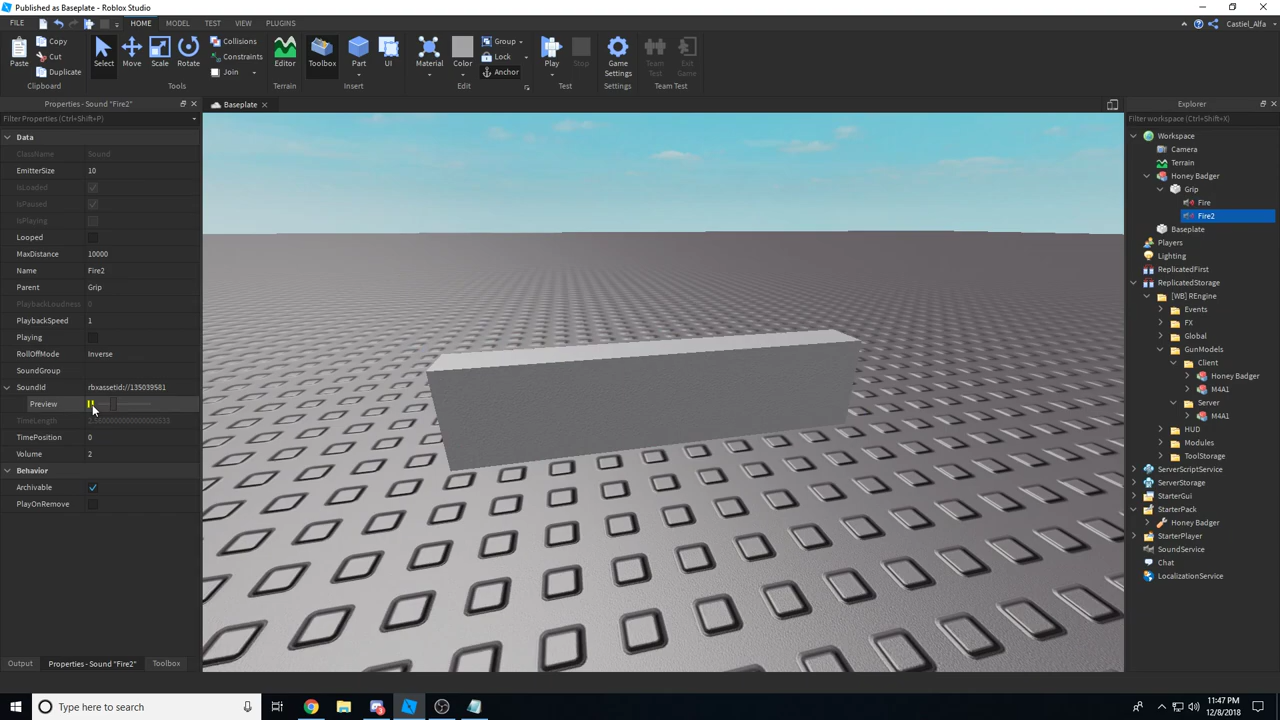 Published as Baseplate - Roblox Studio
FILE HOME MODEL TEST VIEW PLUGINS Castiel_Alfa
Paste Copy Cut Duplicate Clipboard
Select Move Scale Rotate Collisions Constraints Join Tools
Editor Terrain
Toolbox Part UI Insert
Material Color Group Lock Anchor Edit
Play Stop Test
Game Settings Settings
Team Test Exit Game Team Test
Properties - Sound "Fire2"
Filter Properties (Ctrl+Shift+P)
Data
ClassName Sound
EmitterSize 10
IsLoaded
IsPaused
IsPlaying
Looped
MaxDistance 10000
Name Fire2
Parent Grip
PlaybackLoudness 0
PlaybackSpeed 1
Playing
RollOffMode Inverse
SoundGroup
SoundId rbxassetid://135039581
Preview
TimeLength
TimePosition 0
Volume 2
Behavior
Archivable
PlayOnRemove
Output Properties - Sound "Fire2" Toolbox
Baseplate
Explorer
Filter workspace (Ctrl+Shift+X)
Workspace
Camera
Terrain
Honey Badger
Grip
Fire
Fire2
Baseplate
Players
Lighting
ReplicatedFirst
ReplicatedStorage
[WB] REngine
Events
FX
Global
GunModels
Client
Honey Badger
M4A1
Server
M4A1
HUD
Modules
ToolStorage
ServerScriptService
ServerStorage
StarterGui
StarterPack
Honey Badger
StarterPlayer
SoundService
Chat
LocalizationService
Type here to search
11:47 PM
12/8/2018